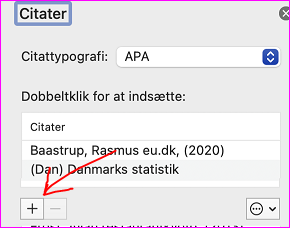 Citater
Citattypografi: APA
Dobbeltklik for at indsætte:
Citater
Baastrup, Rasmus eu.dk, (2020)
(Dan) Danmarks statistik